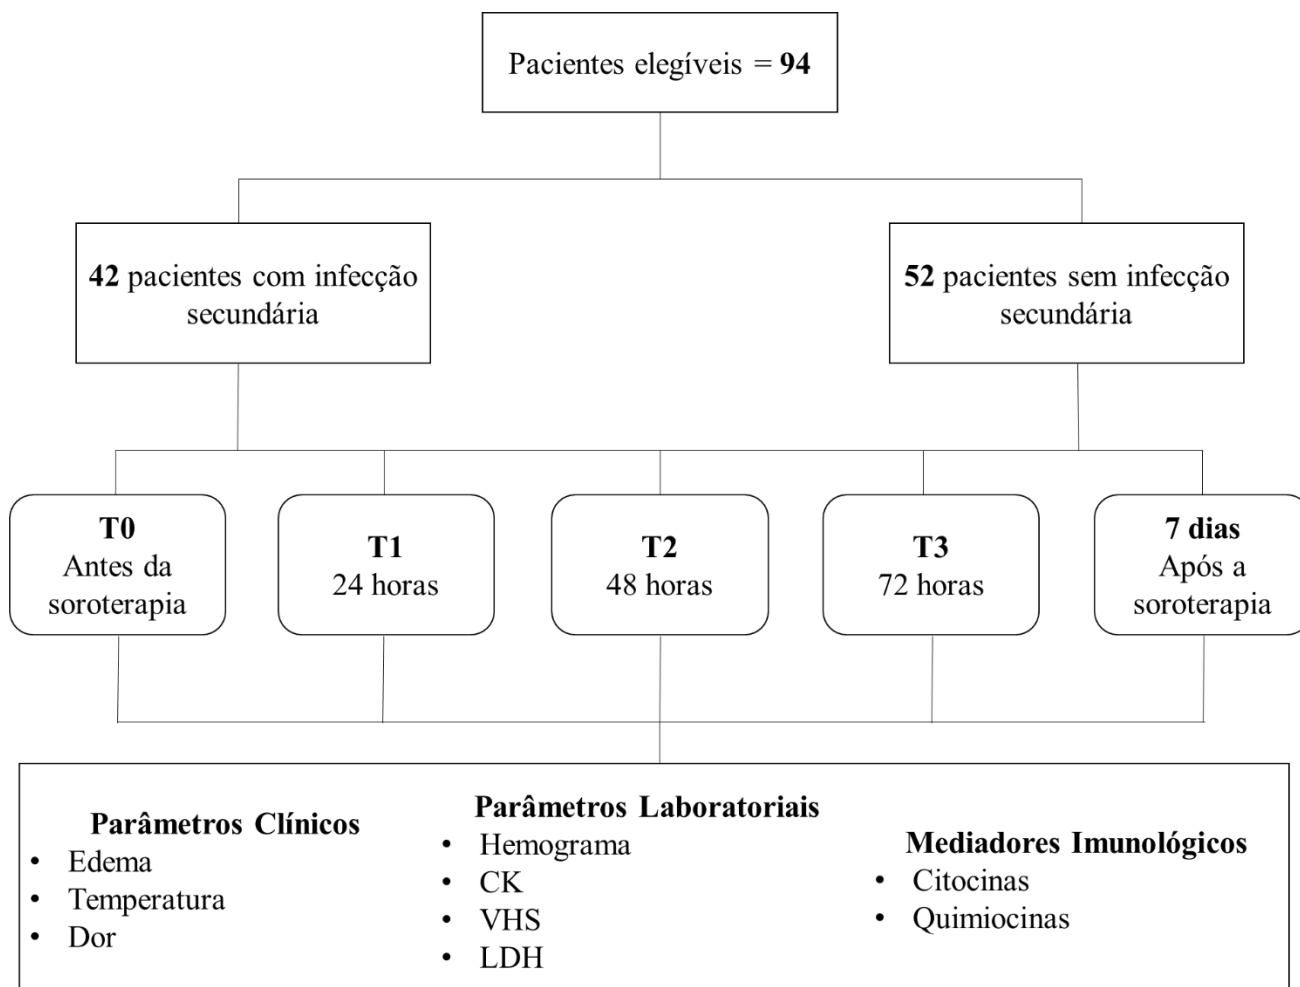 Pacientes elegíveis = 94
42 pacientes com infecção
secundária
52 pacientes sem infecção
secundária
T0
Antes da
soroterapia
T1
24 horas
T2
48 horas
T3
72 horas
7 dias
Após a
soroterapia
Parâmetros Clínicos
• Edema
• Temperatura
• Dor
Parâmetros Laboratoriais
• Hemograma
• CK
• VHS
• LDH
Mediadores Imunológicos
• Citocinas
• Quimiocinas